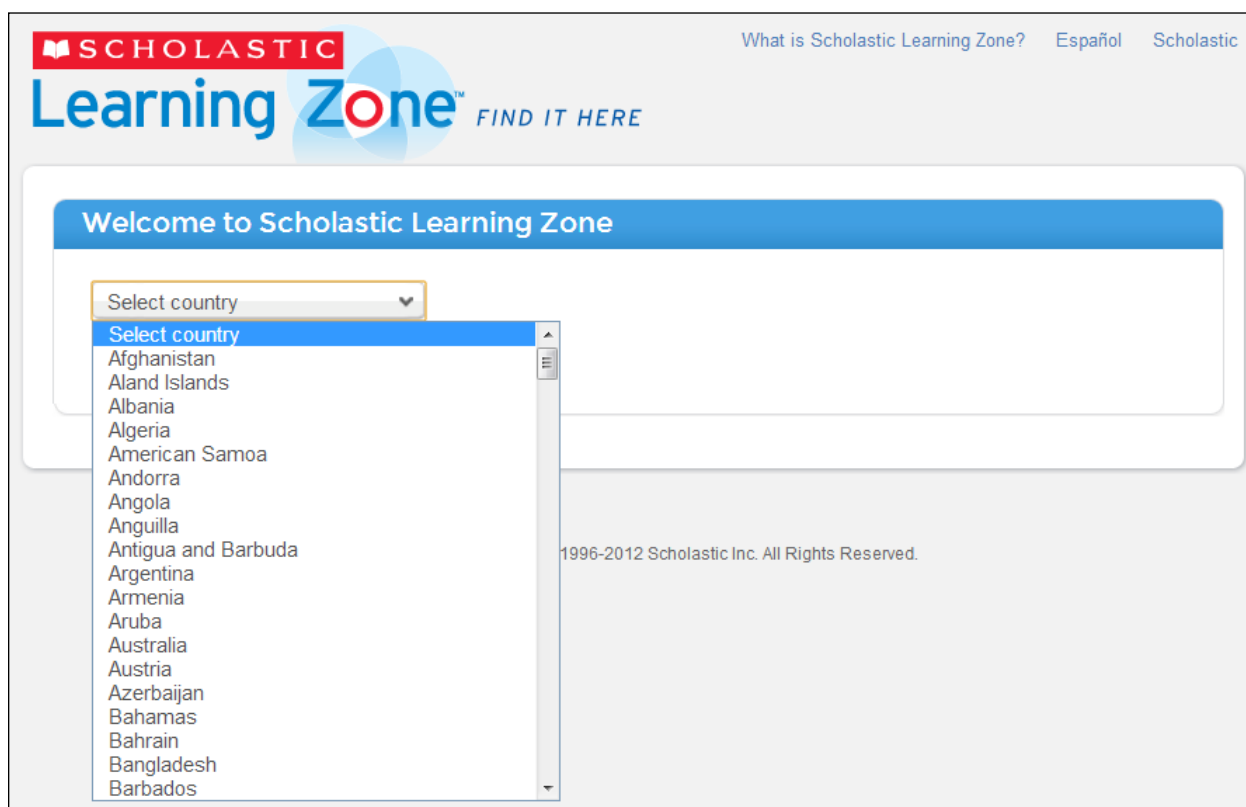 SCHOLASTIC
What is Scholastic Learning Zone? Español Scholastic
Learning Zone™ FIND IT HERE
Welcome to Scholastic Learning Zone
Select country
Select country
Afghanistan
Aland Islands
Albania
Algeria
American Samoa
Andorra
Angola
Anguilla
Antigua and Barbuda
1996-2012 Scholastic Inc. All Rights Reserved.
Argentina
Armenia
Aruba
Australia
Austria
Azerbaijan
Bahamas
Bahrain
Bangladesh
Barbados